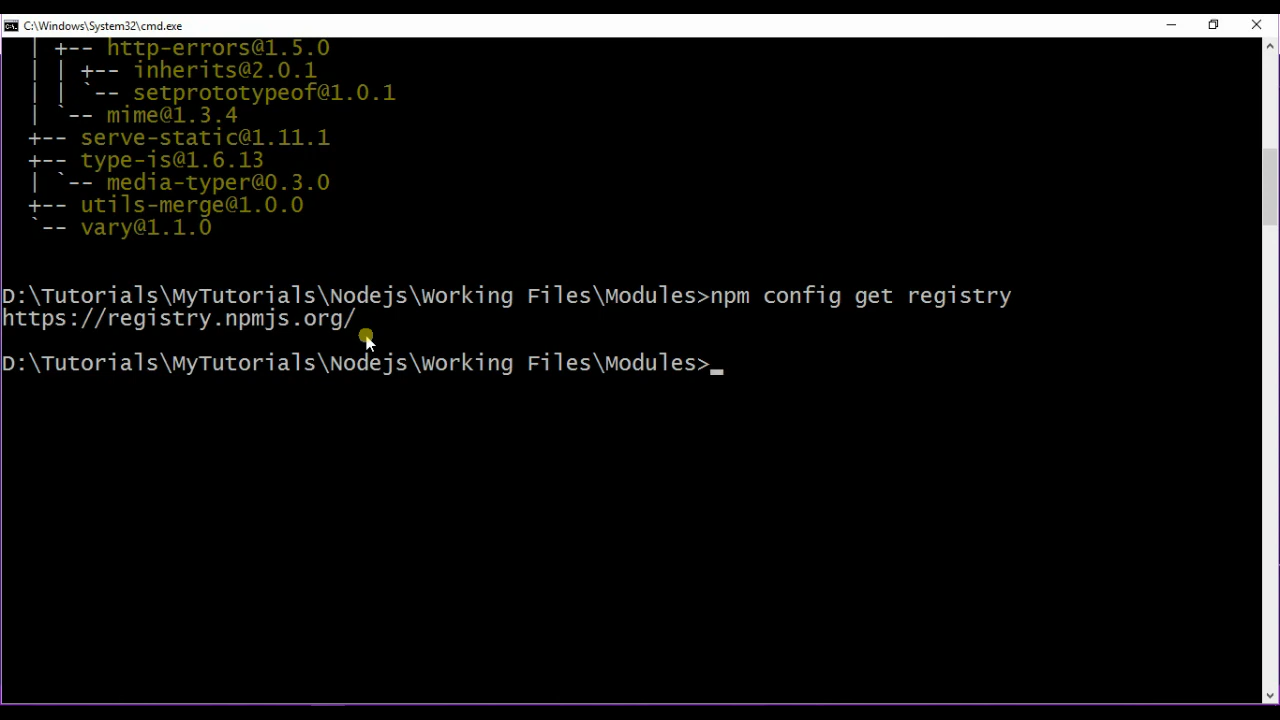 C:\Windows\System32\cmd.exe
| +-- http-errors@1.5.0
| | +-- inherits@2.0.1
| | `-- setprototypeof@1.0.1
| `-- mime@1.3.4
+-- serve-static@1.11.1
+-- type-is@1.6.13
| `-- media-typer@0.3.0
+-- utils-merge@1.0.0
`-- vary@1.1.0
D:\Tutorials\MyTutorials\Nodejs\Working Files\Modules>npm config get registry
https://registry.npmjs.org/
D:\Tutorials\MyTutorials\Nodejs\Working Files\Modules>_